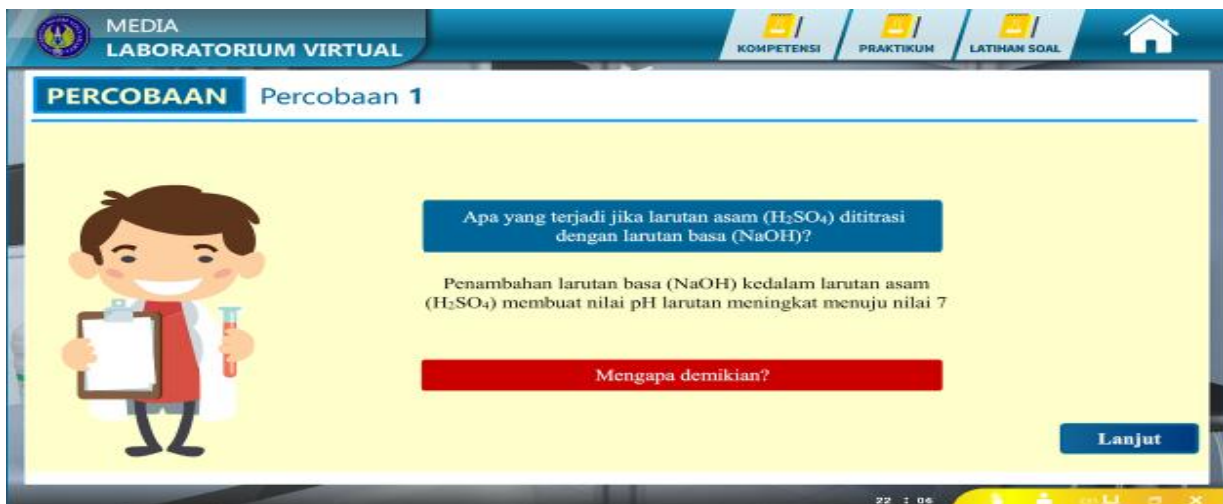 MEDIA
LABORATORIUM VIRTUAL
KOMPETENSI
PRAKTIKUM
LATIHAN SOAL
PERCOBAAN
Percobaan 1
Apa yang terjadi jika larutan asam (H₂SO₄) dititrasi
dengan larutan basa (NaOH)?
Penambahan larutan basa (NaOH) kedalam larutan asam
(H₂SO₄) membuat nilai pH larutan meningkat menuju nilai 7
Mengapa demikian?
Lanjut
22 : 06